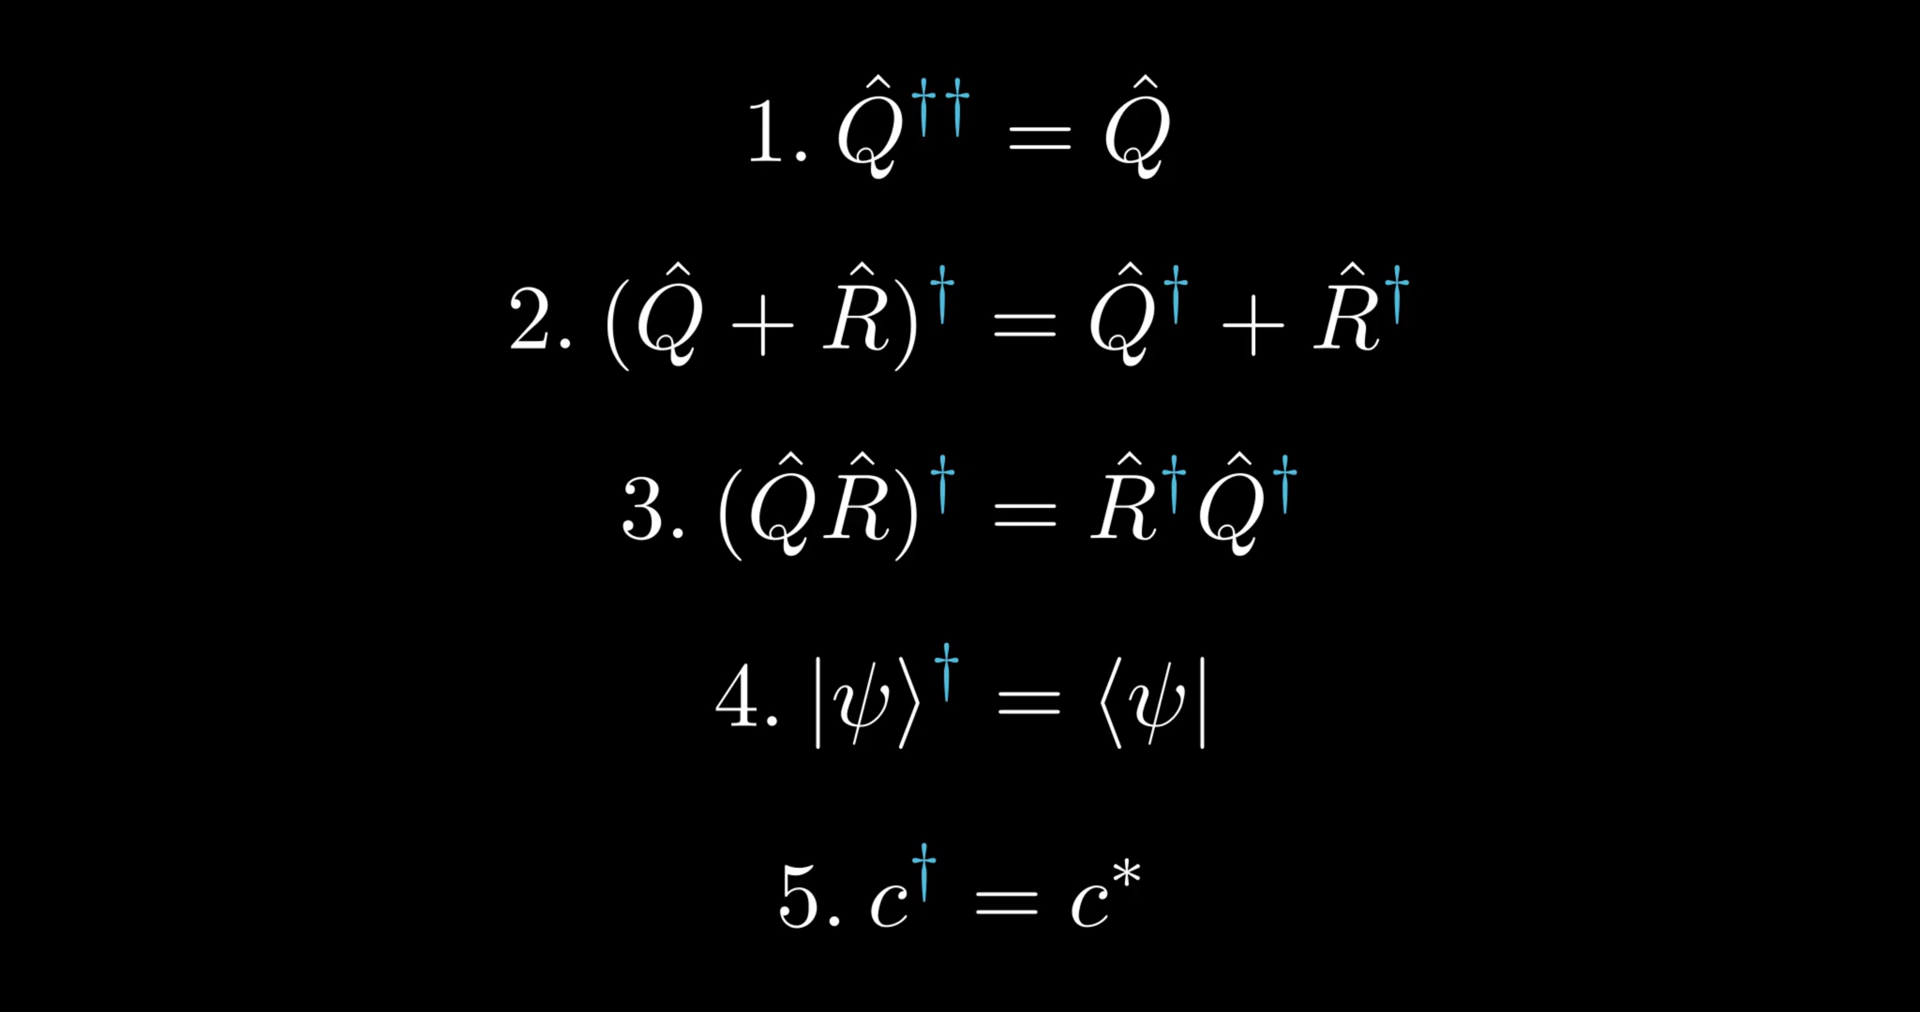 1. Q̂†† = Q̂
2. (Q̂ + R̂)† = Q̂† + R̂†
3. (Q̂R̂)† = R̂†Q̂†
4. |ψ⟩† = ⟨ψ|
5. c† = c*